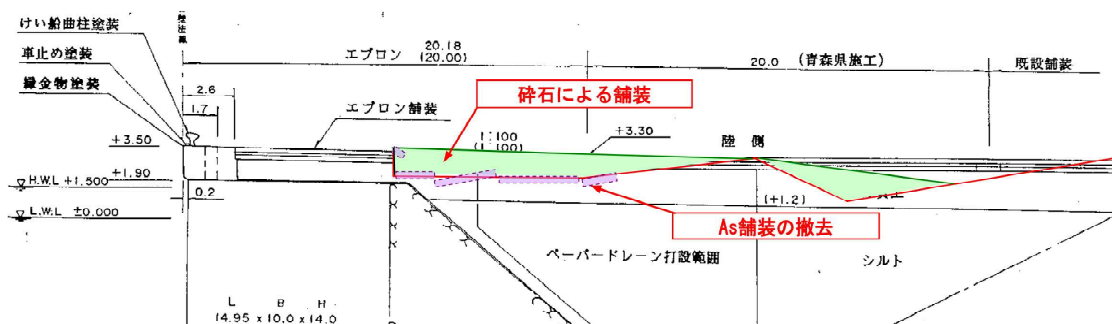 けい船曲柱塗装
車止め塗装
縁金物塗装
エプロン 20.18
(20.00)
20.0 (青森県施工)
既設舗装
2.6
1.7
エプロン舗装
砕石による舗装
1:100
(1:100)
+3.30
陸側
+3.50
+1.90
H.W.L +1.500
0.2
L.W.L ±0.000
(+1.2)
As舗装の撤去
ペーパードレーン打設範囲
シルト
L B H
14.95 x 10.0 x 14.0